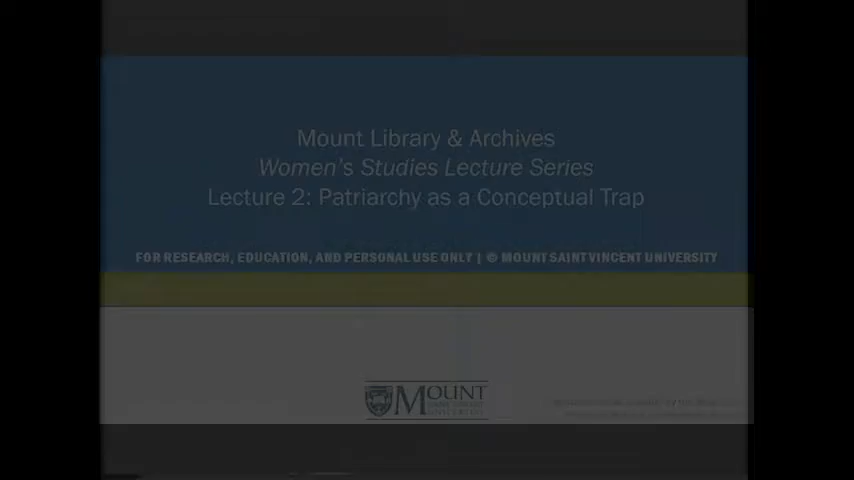 Mount Library & Archives
Women's Studies Lecture Series
Lecture 2: Patriarchy as a Conceptual Trap
FOR RESEARCH, EDUCATION, AND PERSONAL USE ONLY | © MOUNT SAINT VINCENT UNIVERSITY
MOUNT